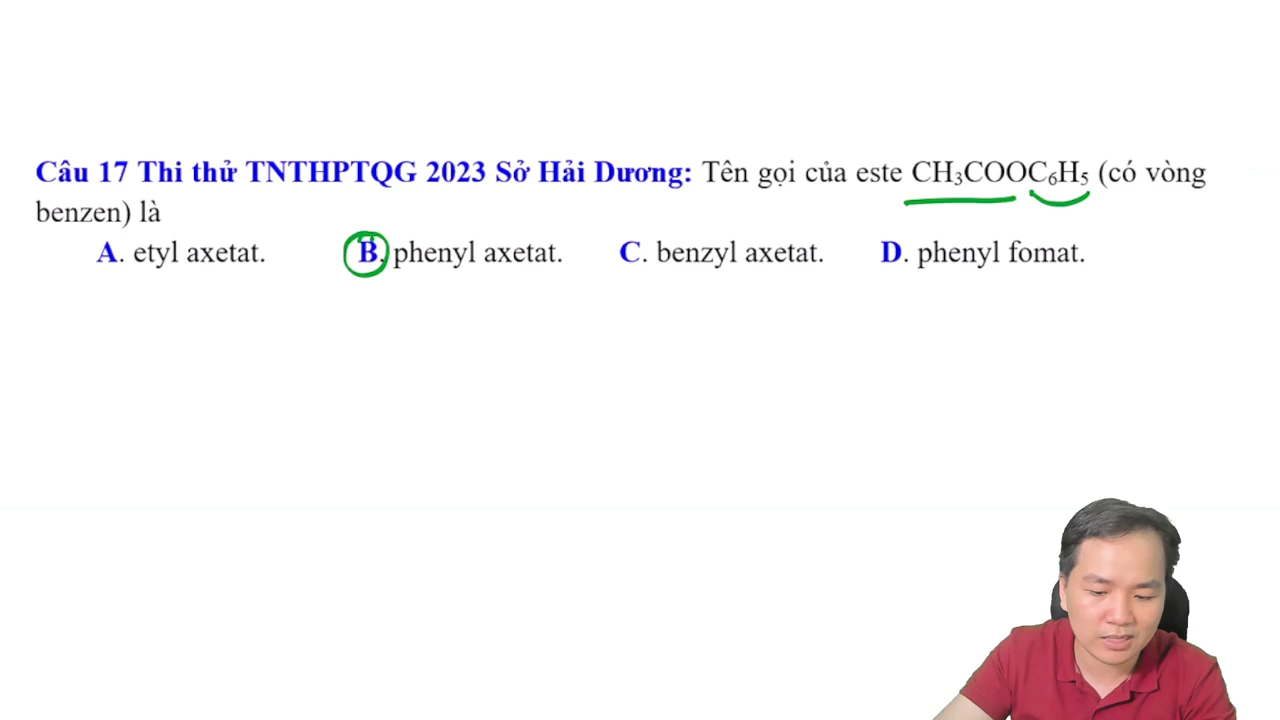 Câu 17 Thi thử TNTHPTQG 2023 Sở Hải Dương: Tên gọi của este CH₃COOC₆H₅ (có vòng
benzen) là
A. etyl axetat. B. phenyl axetat. C. benzyl axetat. D. phenyl fomat.